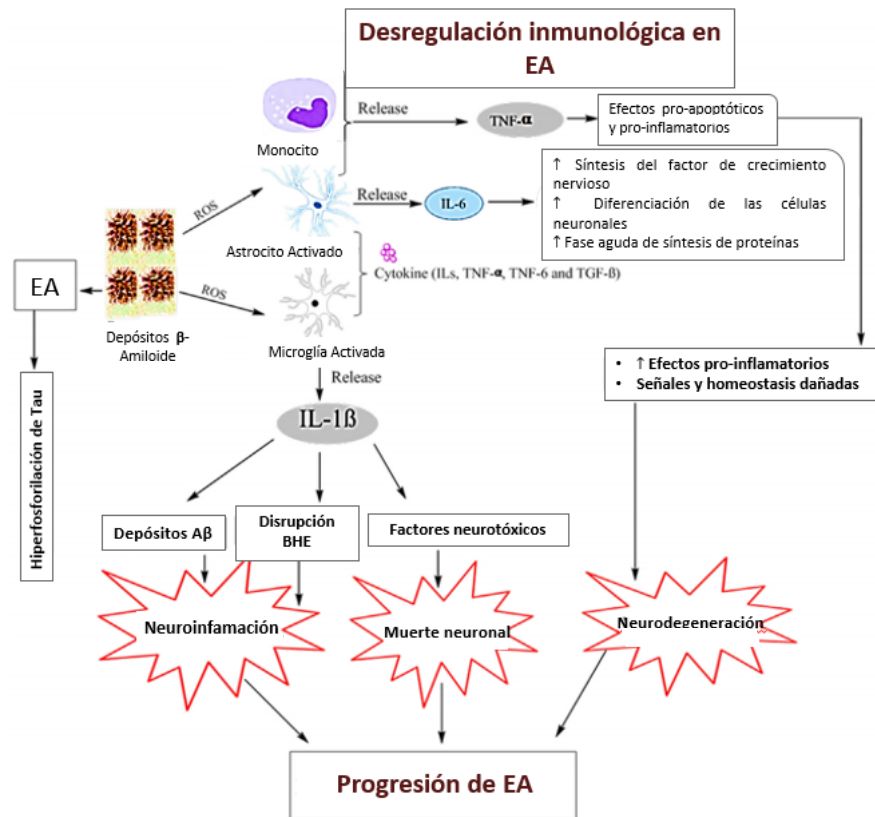 Desregulación inmunológica en
EA
Release
TNF-α
Efectos pro-apoptóticos
y pro-inflamatorios
Monocito
ROS
Release
IL-6
↑ Síntesis del factor de crecimiento
nervioso
↑ Diferenciación de las células
neuronales
↑ Fase aguda de síntesis de proteínas
Astrocito Activado
Cytokine (ILs, TNF-α, TNF-6 and TGF-ß)
EA
ROS
Depósitos β-
Amiloide
Microglía Activada
• ↑ Efectos pro-inflamatorios
• Señales y homeostasis dañadas
Release
IL-1ß
Hiperfosforilación de Tau
Depósitos Aβ
Disrupción
BHE
Factores neurotóxicos
Neuroinfamación
Muerte neuronal
Neurodegeneración
Progresión de EA